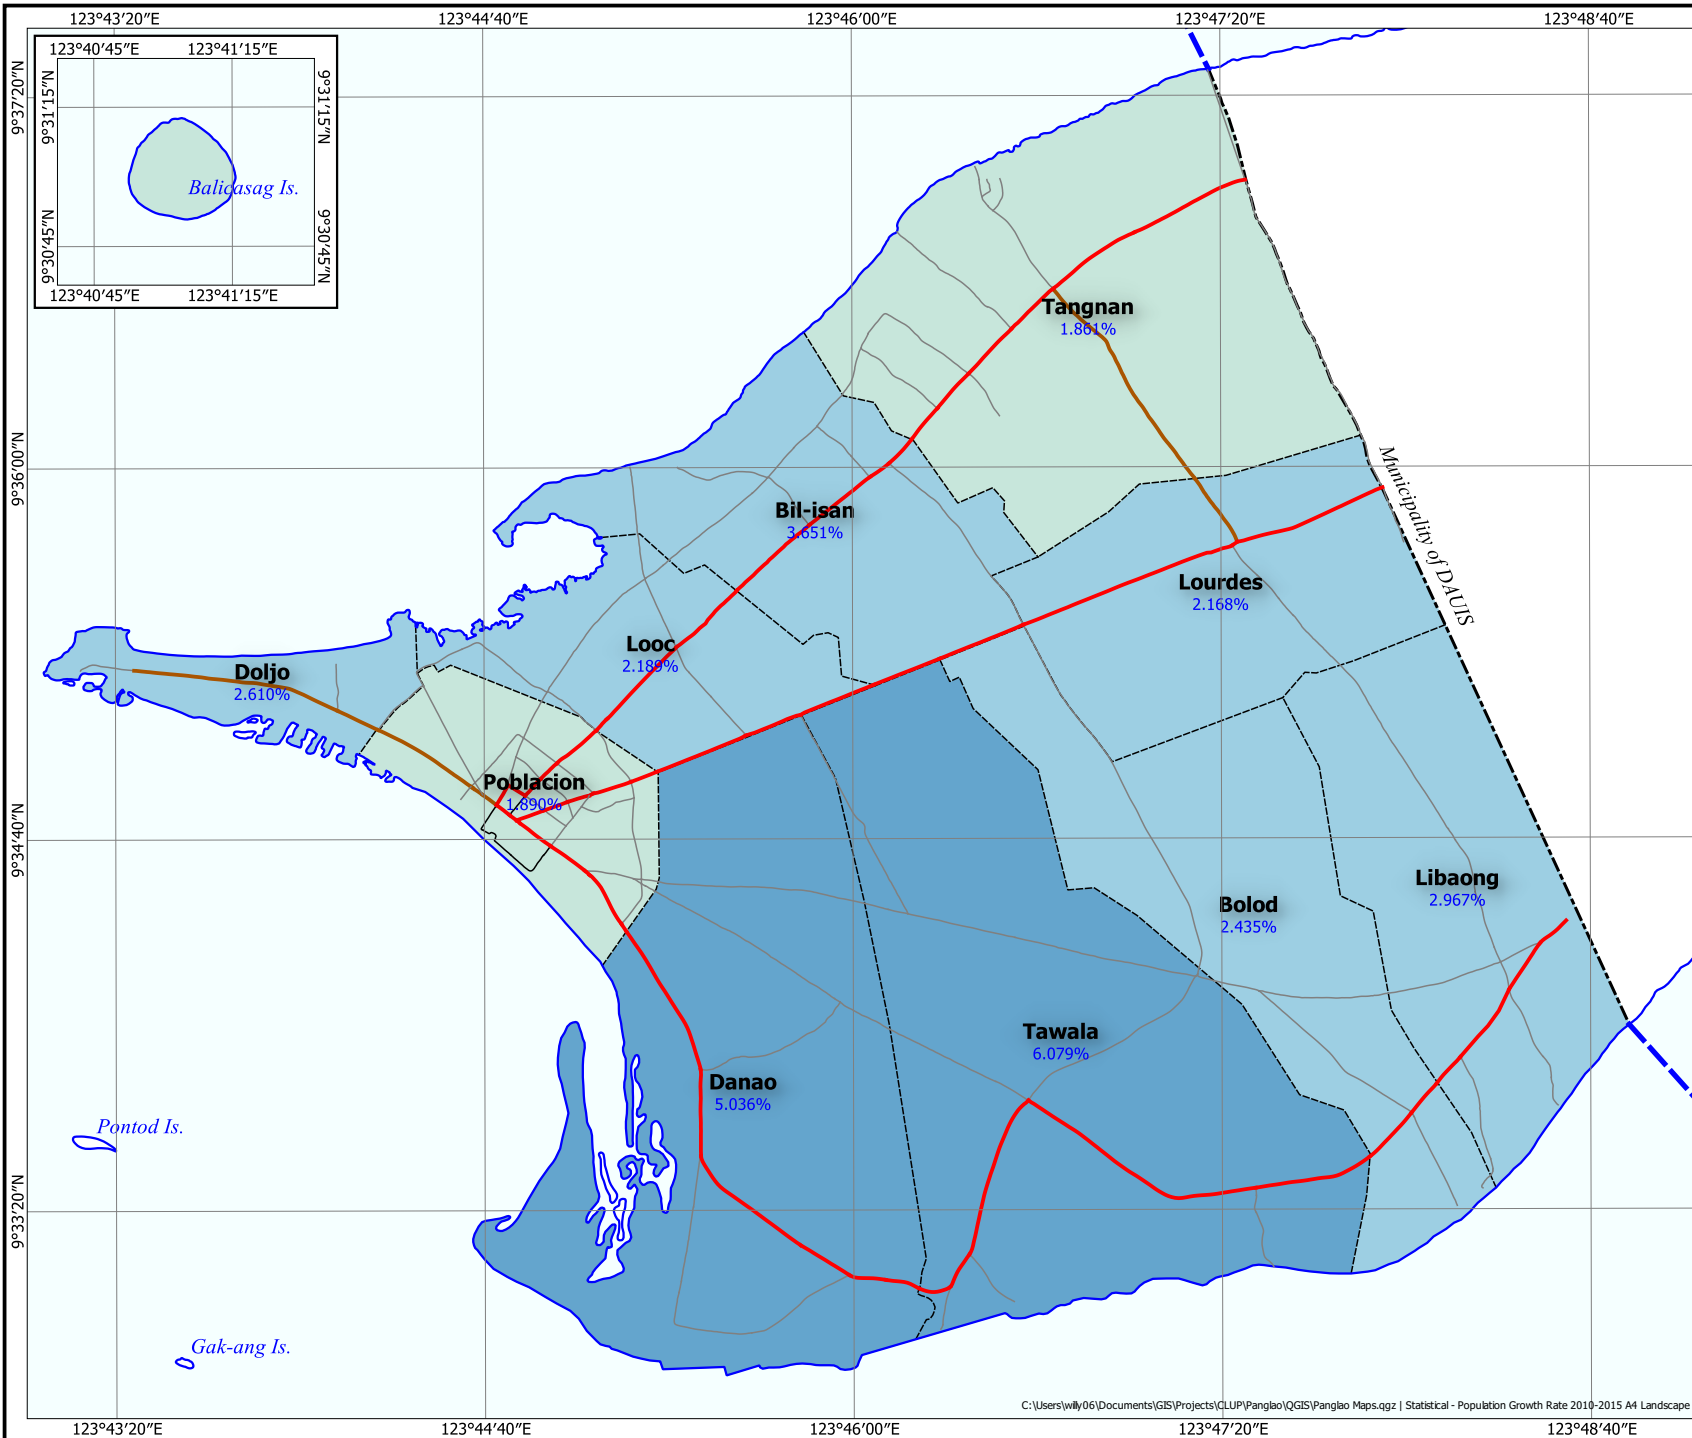 123°43′20″E
123°44′40″E
123°46′00″E
123°47′20″E
123°48′40″E
123°40′45″E
123°41′15″E
9°31′15″N
9°31′15″N
Balicasag Is.
9°30′45″N
9°30′45″N
123°40′45″E
123°41′15″E
9°37′20″N
Tangnan
1.861%
9°36′00″N
Municipality of DAUIS
Bil-isan
3.651%
Lourdes
2.168%
Looc
2.189%
Doljo
2.610%
Poblacion
1.890%
9°34′40″N
Libaong
2.967%
Bolod
2.435%
Tawala
6.079%
Danao
5.036%
Pontod Is.
9°33′20″N
Gak-ang Is.
C:\Users\willy06\Documents\GIS\Projects\CLUP\Panglao\QGIS\Panglao Maps.qgz | Statistical - Population Growth Rate 2010-2015 A4 Landscape
123°43′20″E
123°44′40″E
123°46′00″E
123°47′20″E
123°48′40″E